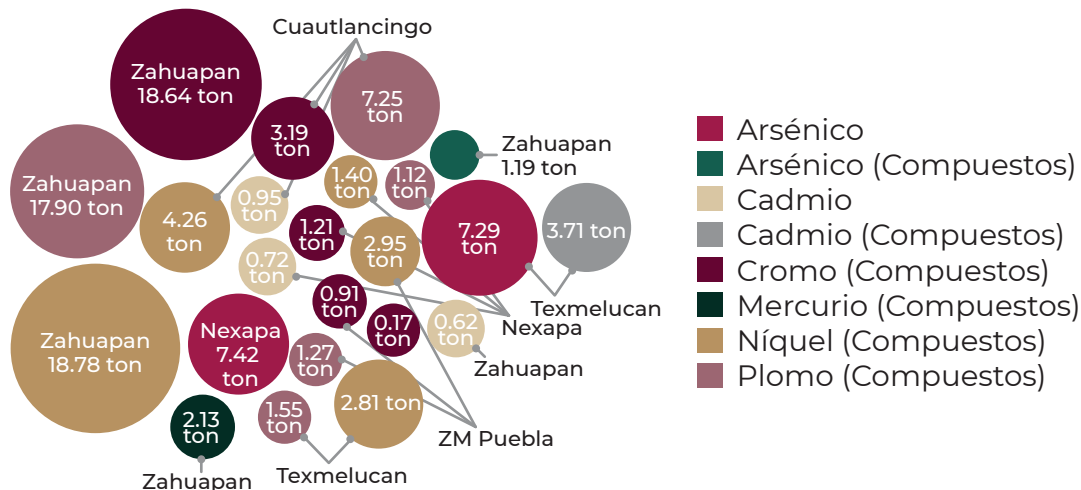 Cuautlancingo
Zahuapan
18.64 ton
7.25
ton
3.19
ton
Zahuapan
1.19 ton
Zahuapan
17.90 ton
1.40
ton
1.12
ton
0.95
ton
4.26
ton
1.21
ton
2.95
ton
7.29
ton
3.71 ton
0.72
ton
0.91
ton
0.17
ton
0.62
ton
Texmelucan
Nexapa
Zahuapan
Zahuapan
18.78 ton
Nexapa
7.42
ton
1.27
ton
2.81 ton
1.55
ton
2.13
ton
ZM Puebla
Texmelucan
Zahuapan
Arsénico
Arsénico (Compuestos)
Cadmio
Cadmio (Compuestos)
Cromo (Compuestos)
Mercurio (Compuestos)
Níquel (Compuestos)
Plomo (Compuestos)